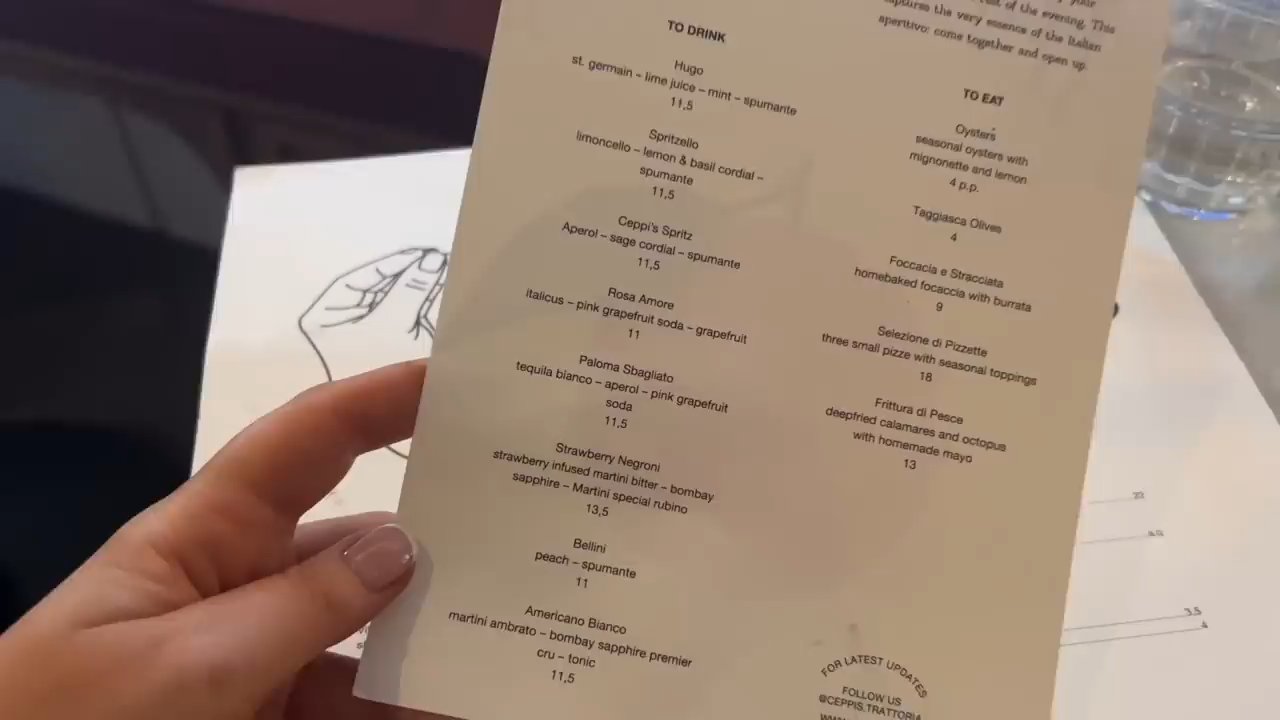 TO DRINK
Hugo
st. germain – lime juice – mint – spumante
11,5
Spritzello
limoncello – lemon & basil cordial –
spumante
11,5
Ceppi's Spritz
Aperol – sage cordial – spumante
11,5
Rosa Amore
italicus – pink grapefruit soda – grapefruit
11
Paloma Sbagliato
tequila bianco – aperol – pink grapefruit
soda
11,5
Strawberry Negroni
strawberry infused martini bitter – bombay
sapphire – Martini special rubino
13,5
Bellini
peach – spumante
11
Americano Bianco
martini ambrato – bombay sapphire premier
cru – tonic
11,5
your
of the evening. This
the very essence of the Italian
aperitivo: come together and open up.
TO EAT
Oysters
seasonal oysters with
mignonette and lemon
4 p.p.
Taggiasca Olives
4
Foccacia e Stracciata
homebaked focaccia with burrata
9
Selezione di Pizzette
three small pizze with seasonal toppings
18
Frittura di Pesce
deepfried calamares and octopus
with homemade mayo
13
FOR LATEST UPDATES
FOLLOW US
@CEPPIS.TRATTORIA
22
3,5
4